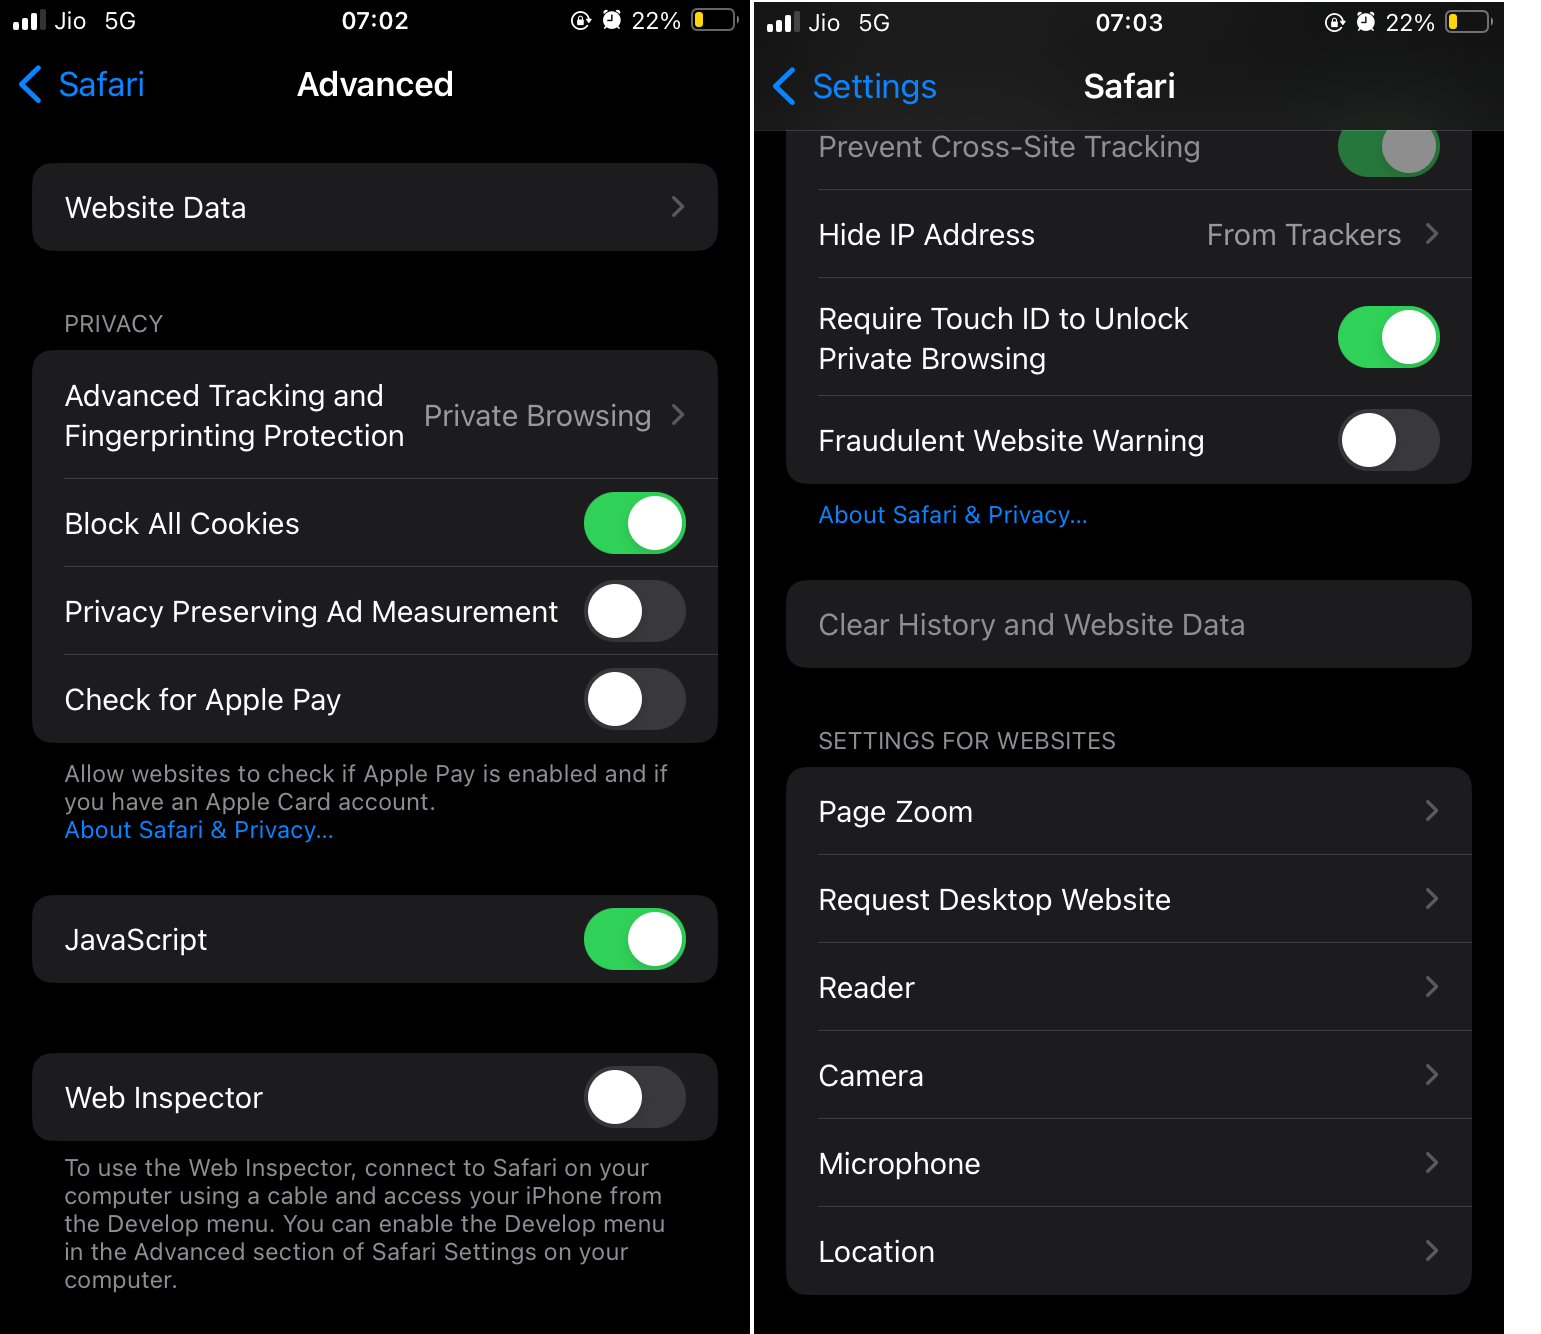 Jio 5G 07:02 22%
Safari Advanced
Website Data
PRIVACY
Advanced Tracking and
Fingerprinting Protection Private Browsing
Block All Cookies
Privacy Preserving Ad Measurement
Check for Apple Pay
Allow websites to check if Apple Pay is enabled and if
you have an Apple Card account.
About Safari & Privacy...
JavaScript
Web Inspector
To use the Web Inspector, connect to Safari on your
computer using a cable and access your iPhone from
the Develop menu. You can enable the Develop menu
in the Advanced section of Safari Settings on your
computer.
Jio 5G 07:03 22%
Settings Safari
Prevent Cross-Site Tracking
Hide IP Address From Trackers
Require Touch ID to Unlock
Private Browsing
Fraudulent Website Warning
About Safari & Privacy...
Clear History and Website Data
SETTINGS FOR WEBSITES
Page Zoom
Request Desktop Website
Reader
Camera
Microphone
Location